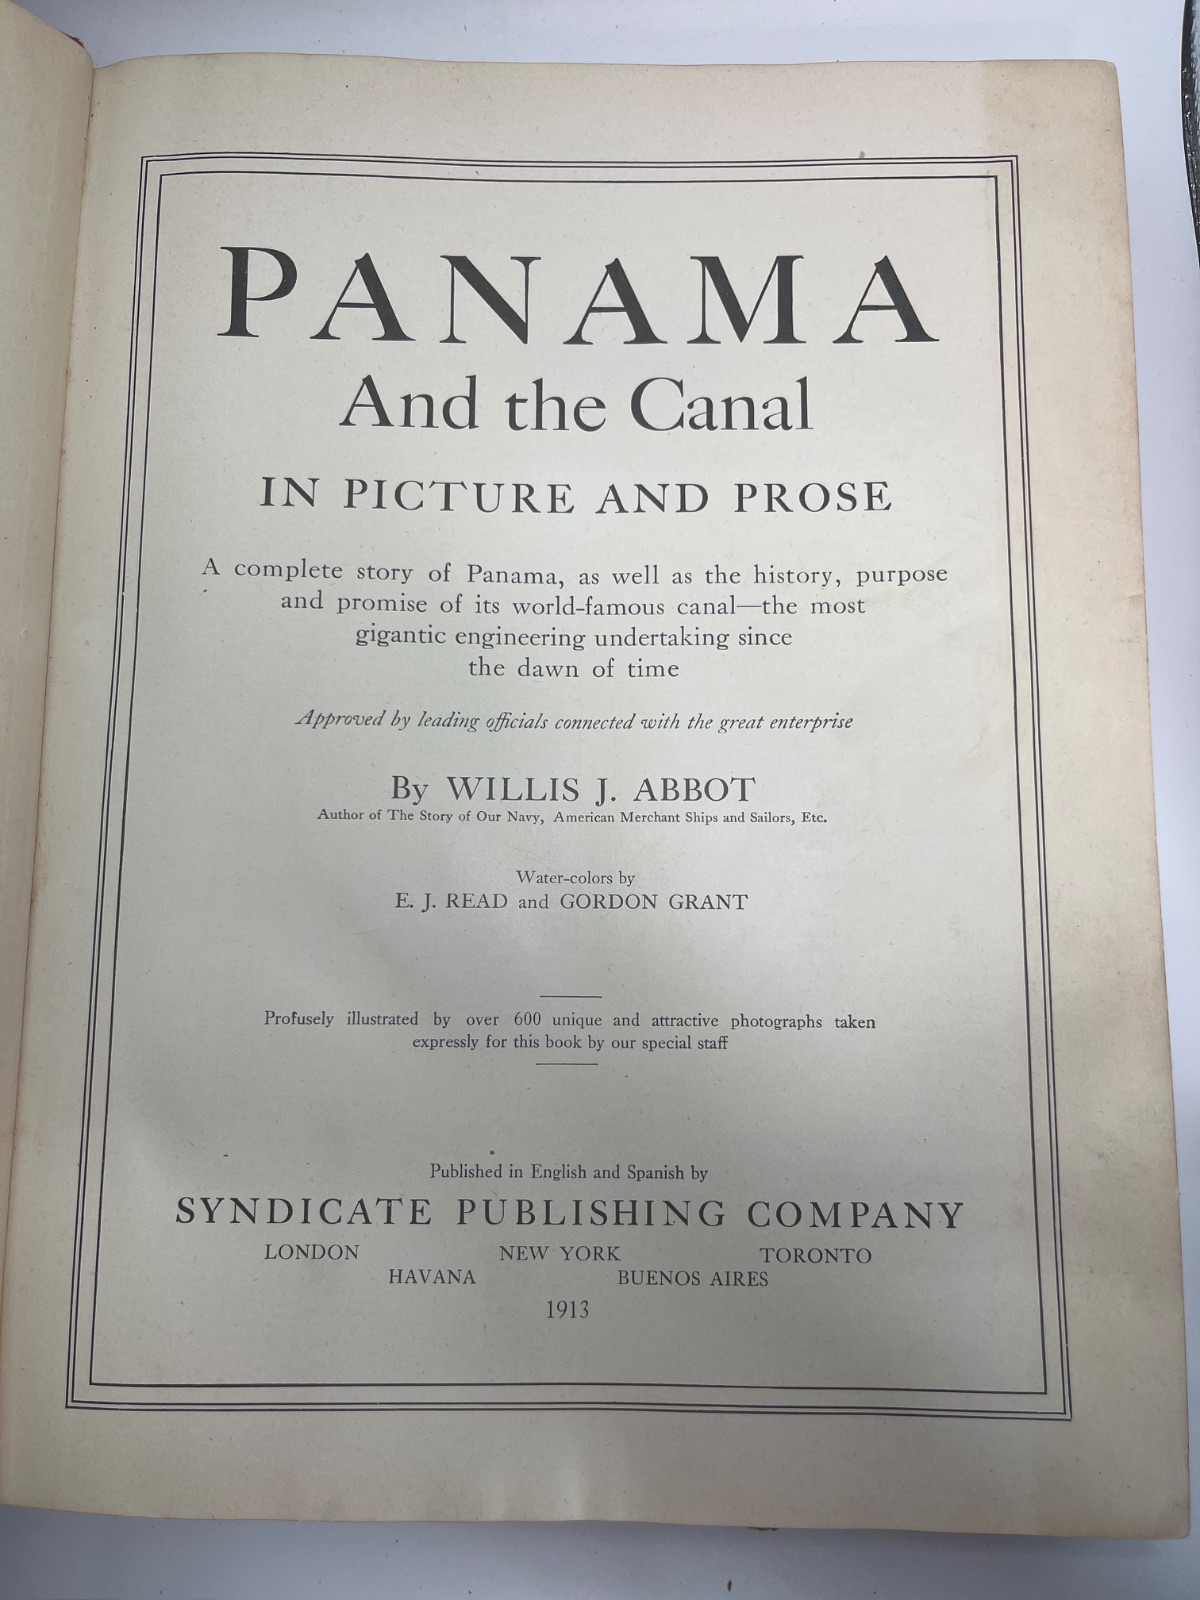 PANAMA
And the Canal
IN PICTURE AND PROSE
A complete story of Panama, as well as the history, purpose
and promise of its world-famous canal—the most
gigantic engineering undertaking since
the dawn of time
Approved by leading officials connected with the great enterprise
By WILLIS J. ABBOT
Author of The Story of Our Navy, American Merchant Ships and Sailors, Etc.
Water-colors by
E. J. READ and GORDON GRANT
Profusely illustrated by over 600 unique and attractive photographs taken
expressly for this book by our special staff
Published in English and Spanish by
SYNDICATE PUBLISHING COMPANY
LONDON NEW YORK TORONTO
HAVANA BUENOS AIRES
1913